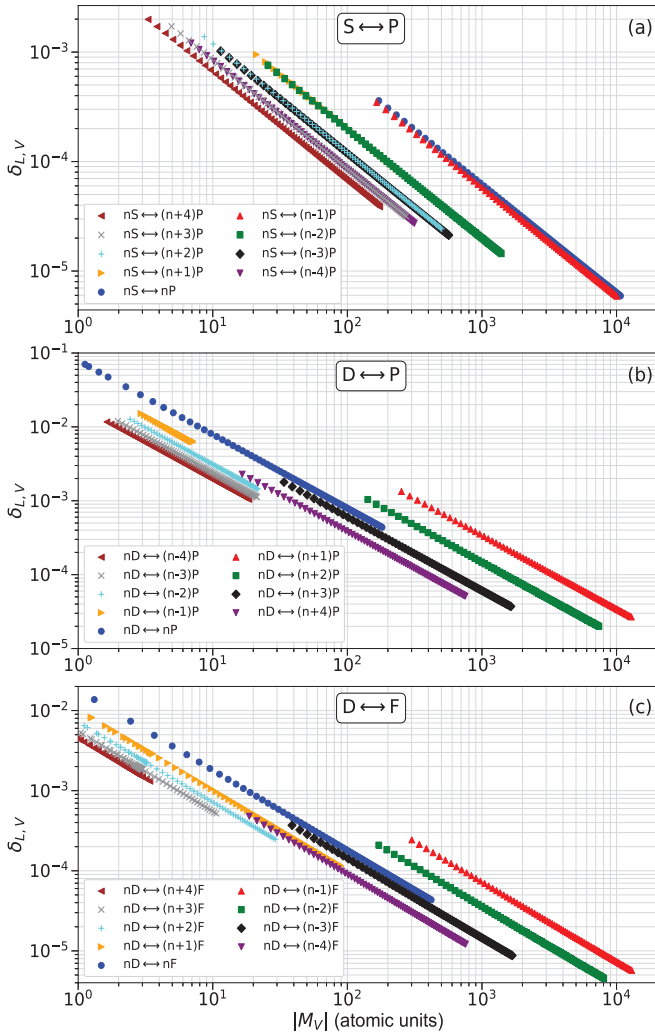 S↔P
(a)
10⁻³
10⁻⁴
10⁻⁵
δL,V
nS↔(n+4)P
nS↔(n+3)P
nS↔(n+2)P
nS↔(n+1)P
nS↔nP
nS↔(n-1)P
nS↔(n-2)P
nS↔(n-3)P
nS↔(n-4)P
10⁰ 10¹ 10² 10³ 10⁴
D↔P
(b)
10⁻¹
10⁻²
10⁻³
10⁻⁴
10⁻⁵
δL,V
nD↔(n-4)P
nD↔(n-3)P
nD↔(n-2)P
nD↔(n-1)P
nD↔nP
nD↔(n+1)P
nD↔(n+2)P
nD↔(n+3)P
nD↔(n+4)P
10⁰ 10¹ 10² 10³ 10⁴
D↔F
(c)
10⁻²
10⁻³
10⁻⁴
10⁻⁵
δL,V
nD↔(n+4)F
nD↔(n+3)F
nD↔(n+2)F
nD↔(n+1)F
nD↔nF
nD↔(n-1)F
nD↔(n-2)F
nD↔(n-3)F
nD↔(n-4)F
10⁰ 10¹ 10² 10³ 10⁴
|MV| (atomic units)